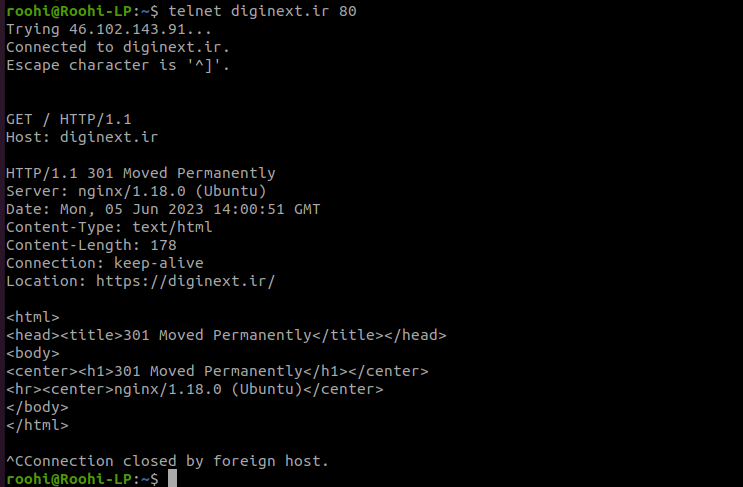 roohi@Roohi-LP:~$ telnet diginext.ir 80
Trying 46.102.143.91...
Connected to diginext.ir.
Escape character is '^]'.
GET / HTTP/1.1
Host: diginext.ir
HTTP/1.1 301 Moved Permanently
Server: nginx/1.18.0 (Ubuntu)
Date: Mon, 05 Jun 2023 14:00:51 GMT
Content-Type: text/html
Content-Length: 178
Connection: keep-alive
Location: https://diginext.ir/
<html>
<head><title>301 Moved Permanently</title></head>
<body>
<center><h1>301 Moved Permanently</h1></center>
<hr><center>nginx/1.18.0 (Ubuntu)</center>
</body>
</html>
^CConnection closed by foreign host.
roohi@Roohi-LP:~$